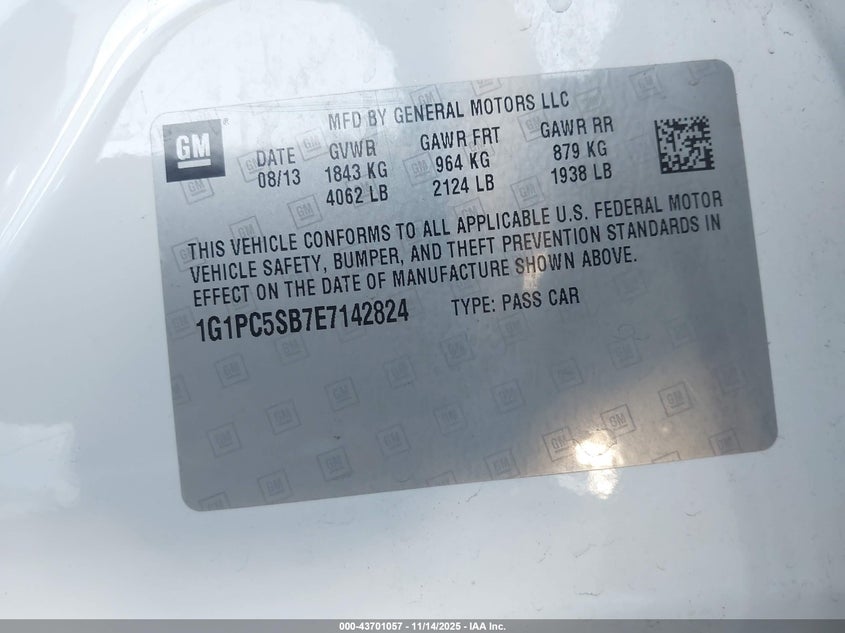 MFD BY GENERAL MOTORS LLC
GM ®
DATE GVWR GAWR FRT GAWR RR
08/13 1843 KG 964 KG 879 KG
4062 LB 2124 LB 1938 LB
THIS VEHICLE CONFORMS TO ALL APPLICABLE U.S. FEDERAL MOTOR
VEHICLE SAFETY, BUMPER, AND THEFT PREVENTION STANDARDS IN
EFFECT ON THE DATE OF MANUFACTURE SHOWN ABOVE.
1G1PC5SB7E7142824 TYPE: PASS CAR
000-43701057 - 11/14/2025 - IAA Inc.